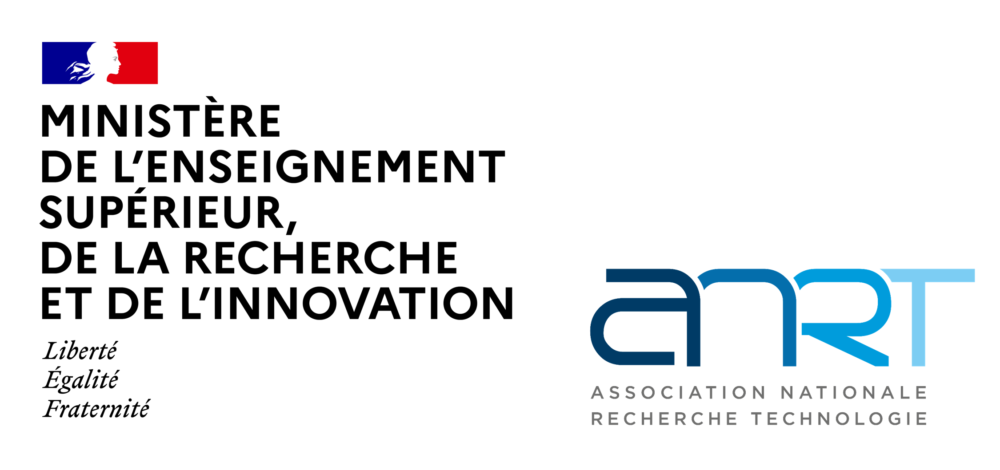 MINISTÈRE
DE L’ENSEIGNEMENT
SUPÉRIEUR,
DE LA RECHERCHE
ET DE L’INNOVATION
Liberté
Égalité
Fraternité
anRT
ASSOCIATION NATIONALE
RECHERCHE TECHNOLOGIE